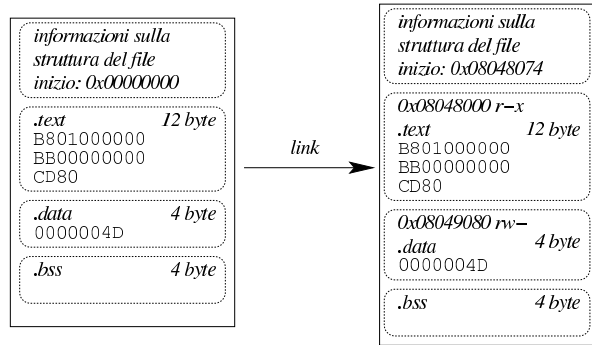 informazioni sulla
struttura del file
inizio: 0x00000000
.text 12 byte
B801000000
BB00000000
CD80
.data 4 byte
0000004D
.bss 4 byte
link
informazioni sulla
struttura del file
inizio: 0x08048074
0x08048000 r-x
.text 12 byte
B801000000
BB00000000
CD80
0x08049080 rw-
.data 4 byte
0000004D
.bss 4 byte